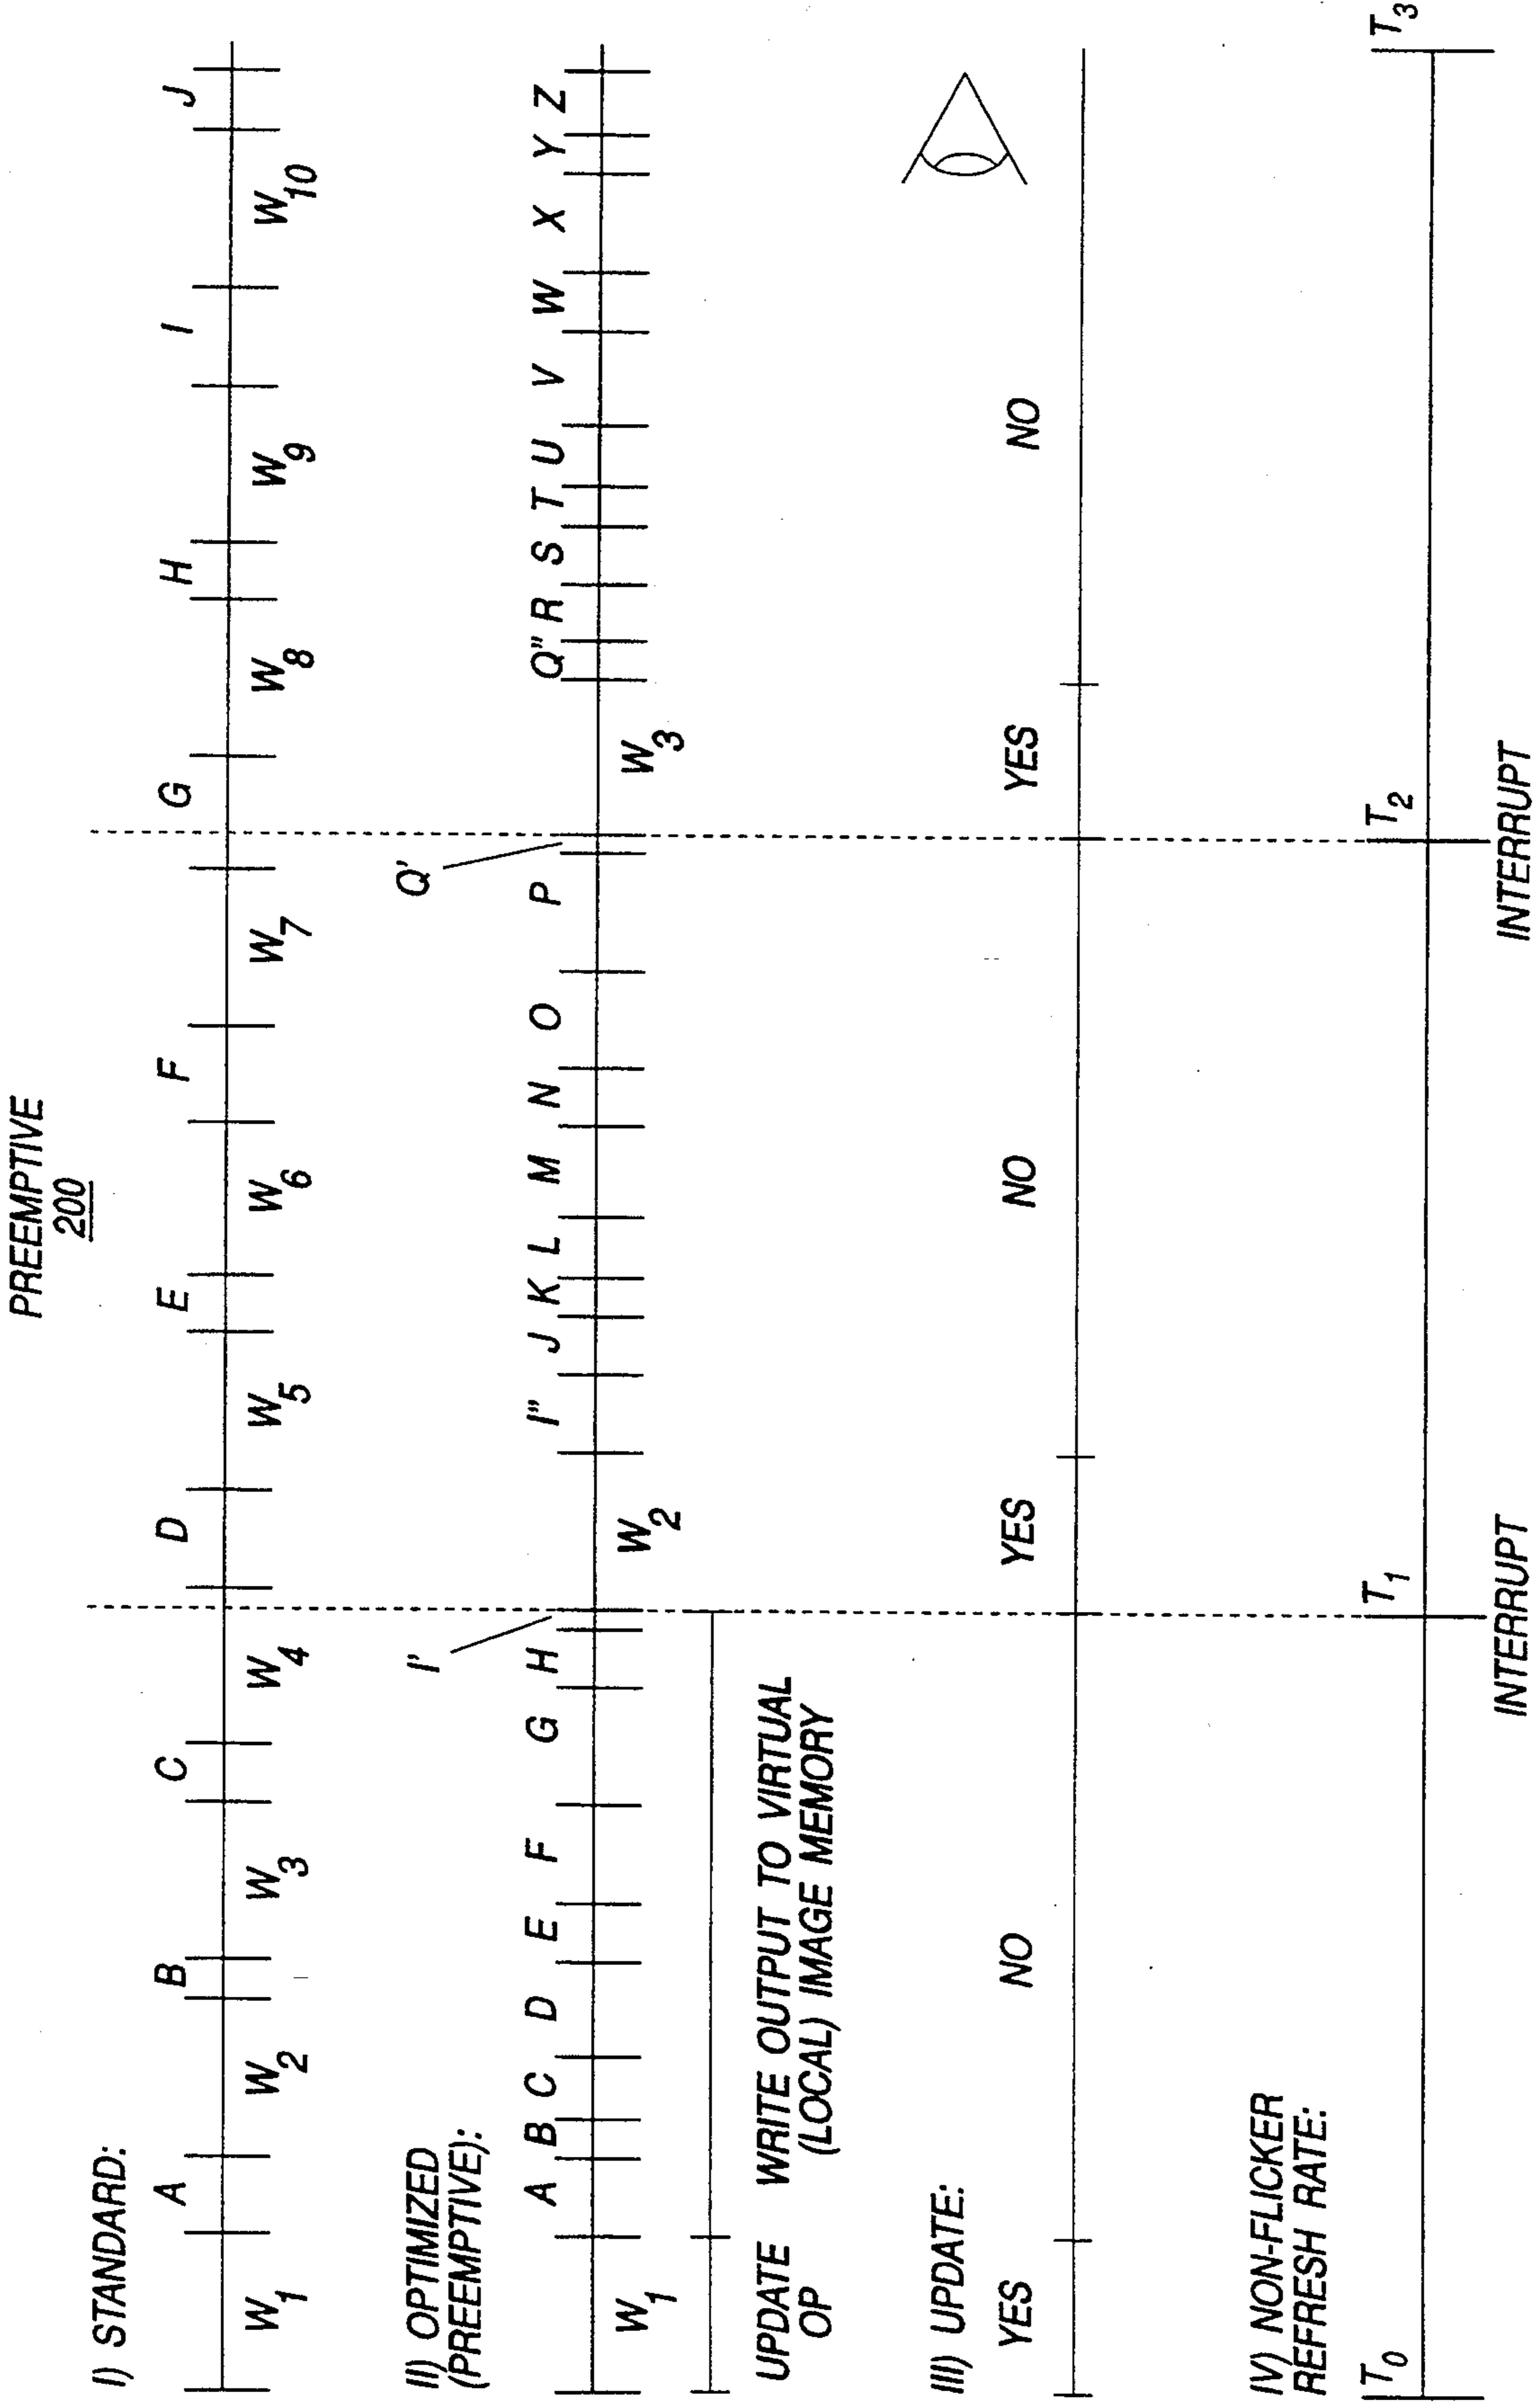 PREEMPTIVE
200
I) STANDARD:
A B C D E F G H I J
W1 W2 W3 W4 W5 W6 W7 W8 W9 W10
II) OPTIMIZED
(PREEMPTIVE):
I' Q'
A B C D E F G H I" J K L M N O P Q" R S T U V W X Y Z
W1 W2 W3
UPDATE
OP
WRITE OUTPUT TO VIRTUAL
(LOCAL) IMAGE MEMORY
III) UPDATE:
YES NO YES NO YES NO
IV) NON-FLICKER
REFRESH RATE:
T0 T1 T2 T3
INTERRUPT INTERRUPT